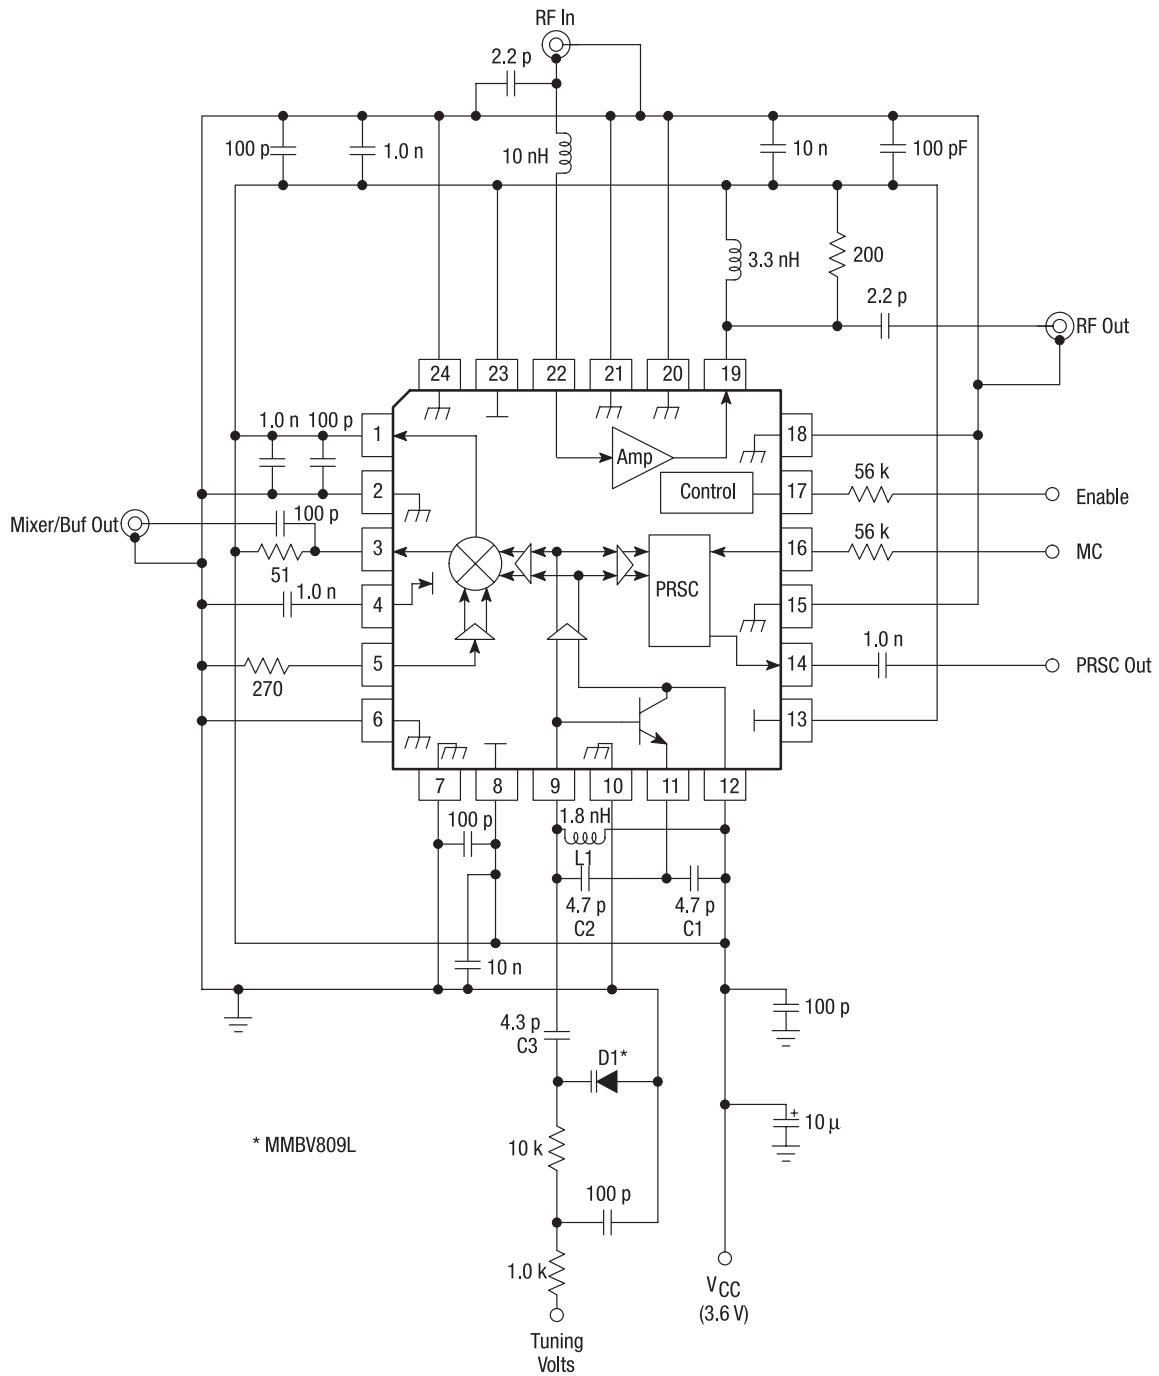 RF In
2.2 p
100 p
1.0 n
10 nH
10 n
100 pF
3.3 nH
200
2.2 p
RF Out
24
23
22
21
20
19
1.0 n
100 p
1
18
Amp
2
Control
17
56 k
Enable
Mixer/Buf Out
100 p
3
16
56 k
MC
51
PRSC
1.0 n
4
15
5
14
1.0 n
PRSC Out
270
6
13
7
8
9
10
11
12
100 p
1.8 nH
L1
4.7 p
C2
4.7 p
C1
10 n
100 p
4.3 p
C3
D1*
10 µ
+
* MMBV809L
10 k
100 p
1.0 k
VCC
(3.6 V)
Tuning
Volts